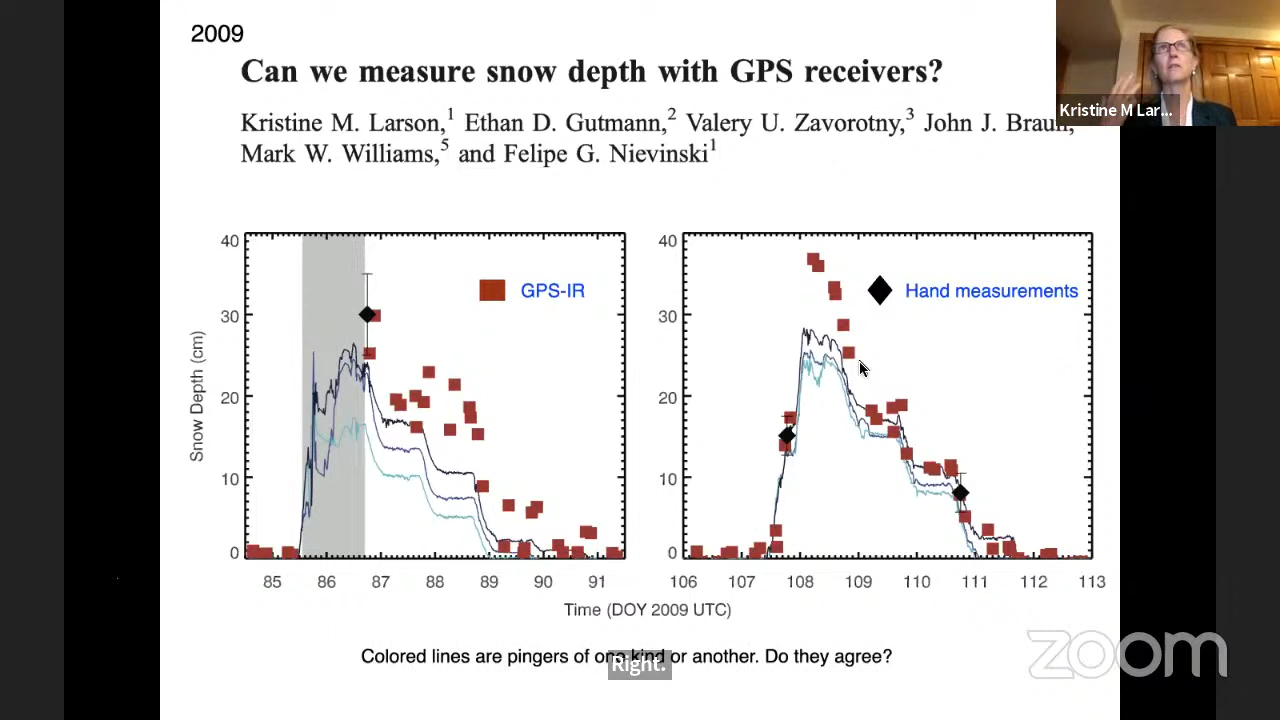 2009
Can we measure snow depth with GPS receivers?
Kristine M. Larson,1 Ethan D. Gutmann,2 Valery U. Zavorotny,3 John J. Braun,
Mark W. Williams,5 and Felipe G. Nievinski1
Kristine M Lar...
40
30
20
10
0
Snow Depth (cm)
GPS-IR
85 86 87 88 89 90 91
40
30
20
10
0
Hand measurements
106 107 108 109 110 111 112 113
Time (DOY 2009 UTC)
Colored lines are pingers of one kind or another. Do they agree?
Right.
zoom